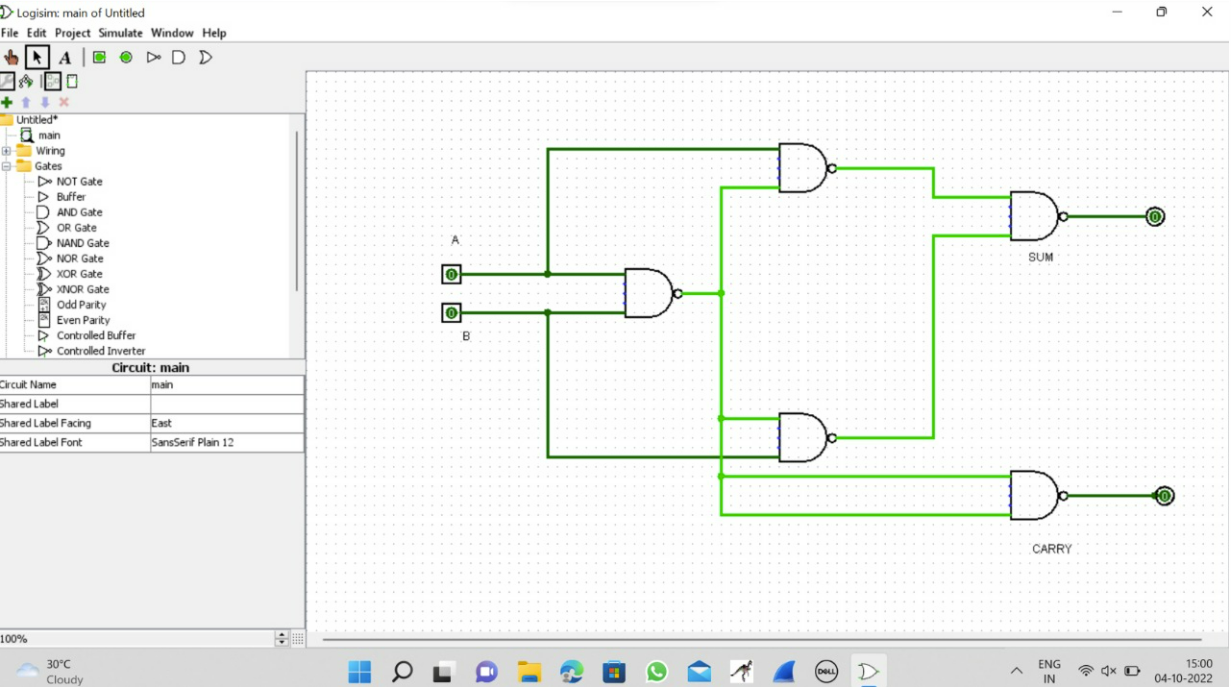 Logisim: main of Untitled
File Edit Project Simulate Window Help
A
Untitled*
main
Wiring
Gates
NOT Gate
Buffer
AND Gate
OR Gate
NAND Gate
NOR Gate
XOR Gate
XNOR Gate
Odd Parity
Even Parity
Controlled Buffer
Controlled Inverter
Circuit: main
Circuit Name main
Shared Label
Shared Label Facing East
Shared Label Font SansSerif Plain 12
100%
A
0
0
B
0
SUM
0
CARRY
30°C
Cloudy
DELL
ENG
IN
15:00
04-10-2022